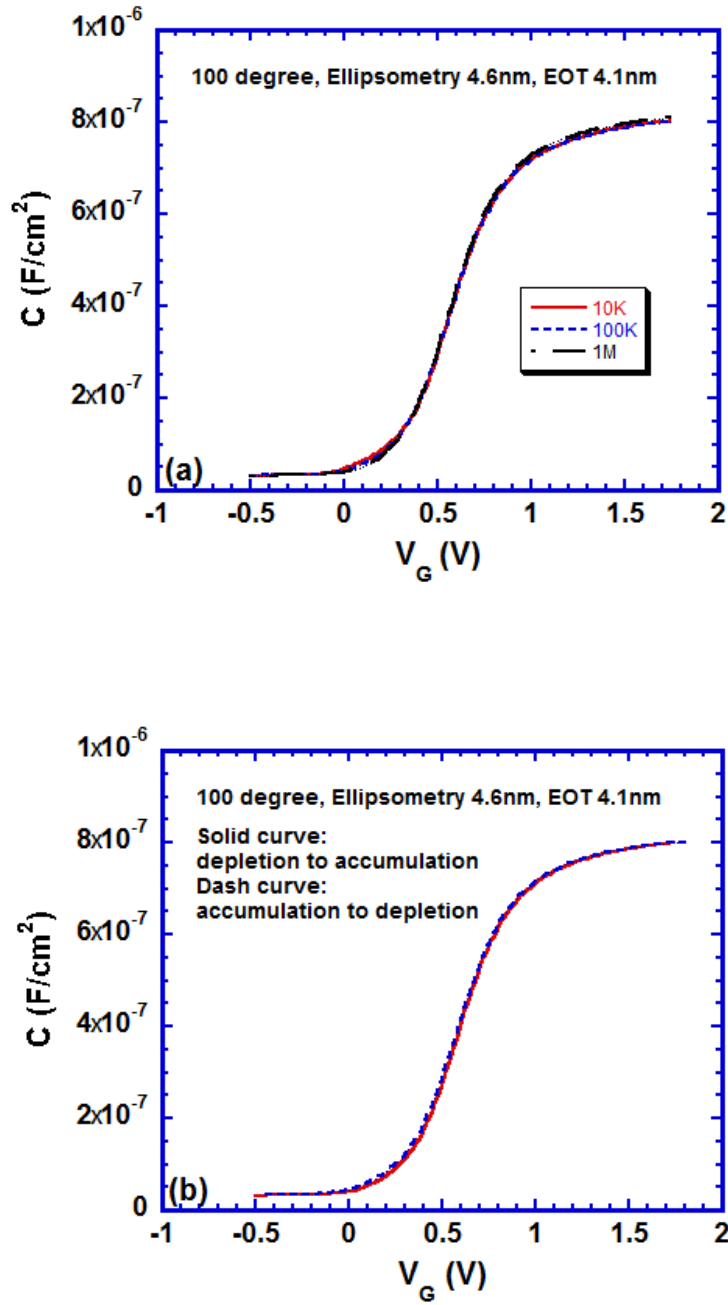 1x10⁻⁶
100 degree, Ellipsometry 4.6nm, EOT 4.1nm
8x10⁻⁷
6x10⁻⁷
4x10⁻⁷
2x10⁻⁷
0
C (F/cm²)
10K
100K
1M
(a)
-1 -0.5 0 0.5 1 1.5 2
V_G (V)
1x10⁻⁶
100 degree, Ellipsometry 4.6nm, EOT 4.1nm
Solid curve:
depletion to accumulation
Dash curve:
accumulation to depletion
8x10⁻⁷
6x10⁻⁷
4x10⁻⁷
2x10⁻⁷
0
C (F/cm²)
(b)
-1 -0.5 0 0.5 1 1.5 2
V_G (V)